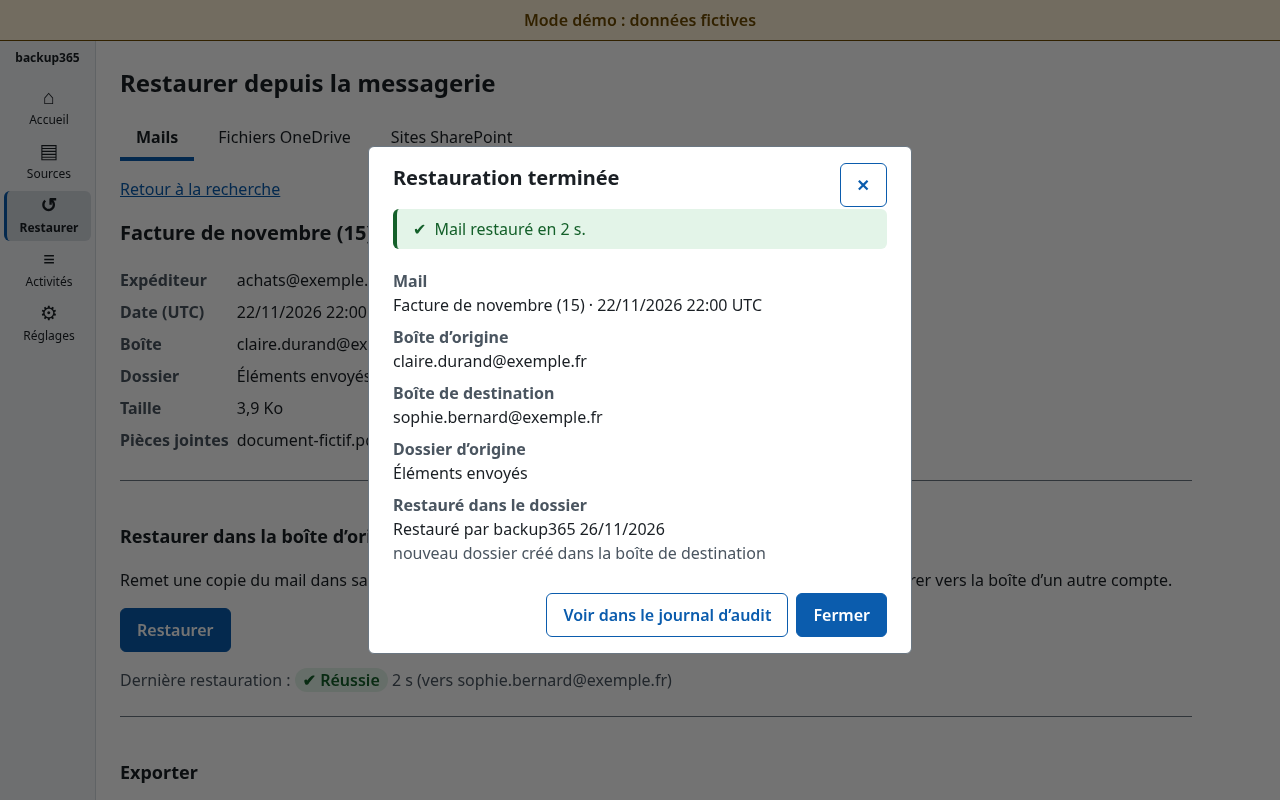 Mode démo : données fictives
backup365
Accueil
Sources
Restaurer
Activités
Réglages
Restaurer depuis la messagerie
Mails
Fichiers OneDrive
Sites SharePoint
Retour à la recherche
Facture de novembre (15)
Expéditeur achats@exemple.
Date (UTC) 22/11/2026 22:00
Boîte claire.durand@ex
Dossier Éléments envoyés
Taille 3,9 Ko
Pièces jointes document-fictif.pd
Restaurer dans la boîte d’ori
Remet une copie du mail dans sa rer vers la boîte d’un autre compte.
Restaurer
Dernière restauration : ✔ Réussie 2 s (vers sophie.bernard@exemple.fr)
Exporter
Restauration terminée
×
✔ Mail restauré en 2 s.
Mail
Facture de novembre (15) · 22/11/2026 22:00 UTC
Boîte d’origine
claire.durand@exemple.fr
Boîte de destination
sophie.bernard@exemple.fr
Dossier d’origine
Éléments envoyés
Restauré dans le dossier
Restauré par backup365 26/11/2026
nouveau dossier créé dans la boîte de destination
Voir dans le journal d’audit
Fermer